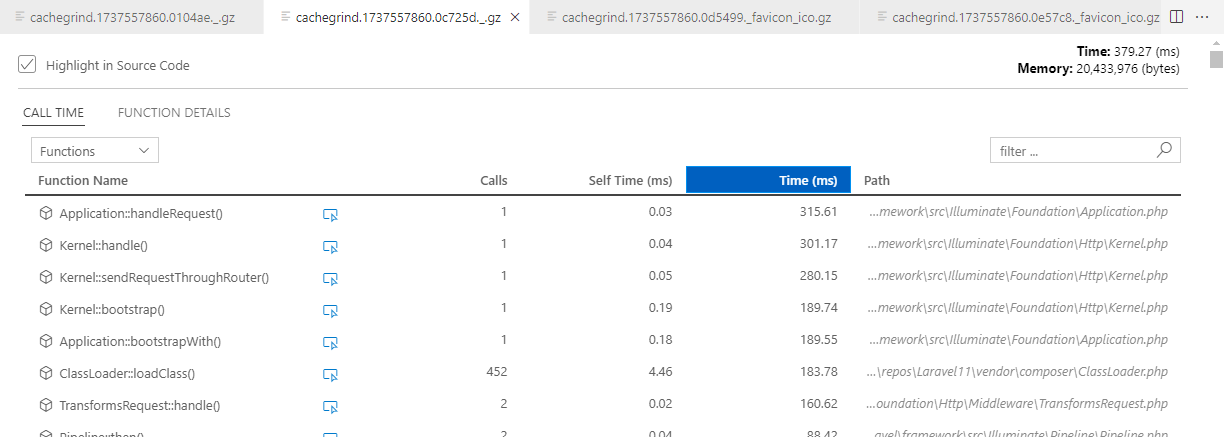 cachegrind.1737557860.0104ae._.gz cachegrind.1737557860.0c725d._.gz cachegrind.1737557860.0d5499._favicon_ico.gz cachegrind.1737557860.0e57c8._favicon_ico.gz
Highlight in Source Code
Time: 379.27 (ms)
Memory: 20,433,976 (bytes)
CALL TIME FUNCTION DETAILS
Functions filter ...
Function Name Calls Self Time (ms) Time (ms) Path
Application::handleRequest() 1 0.03 315.61 ...mework\src\Illuminate\Foundation\Application.php
Kernel::handle() 1 0.04 301.17 ...mework\src\Illuminate\Foundation\Http\Kernel.php
Kernel::sendRequestThroughRouter() 1 0.05 280.15 ...mework\src\Illuminate\Foundation\Http\Kernel.php
Kernel::bootstrap() 1 0.19 189.74 ...mework\src\Illuminate\Foundation\Http\Kernel.php
Application::bootstrapWith() 1 0.18 189.55 ...mework\src\Illuminate\Foundation\Application.php
ClassLoader::loadClass() 452 4.46 183.78 ...\repos\Laravel11\vendor\composer\ClassLoader.php
TransformsRequest::handle() 2 0.02 160.62 ...oundation\Http\Middleware\TransformsRequest.php
Pipeline::then() 2 0.04 88.42 ...avel\framework\src\Illuminate\Pipeline\Pipeline.php